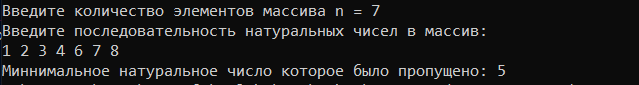 Введите количество элементов массива n = 7
Введите последовательность натуральных чисел в массив:
1 2 3 4 6 7 8
Миннимальное натуральное число которое было пропущено: 5